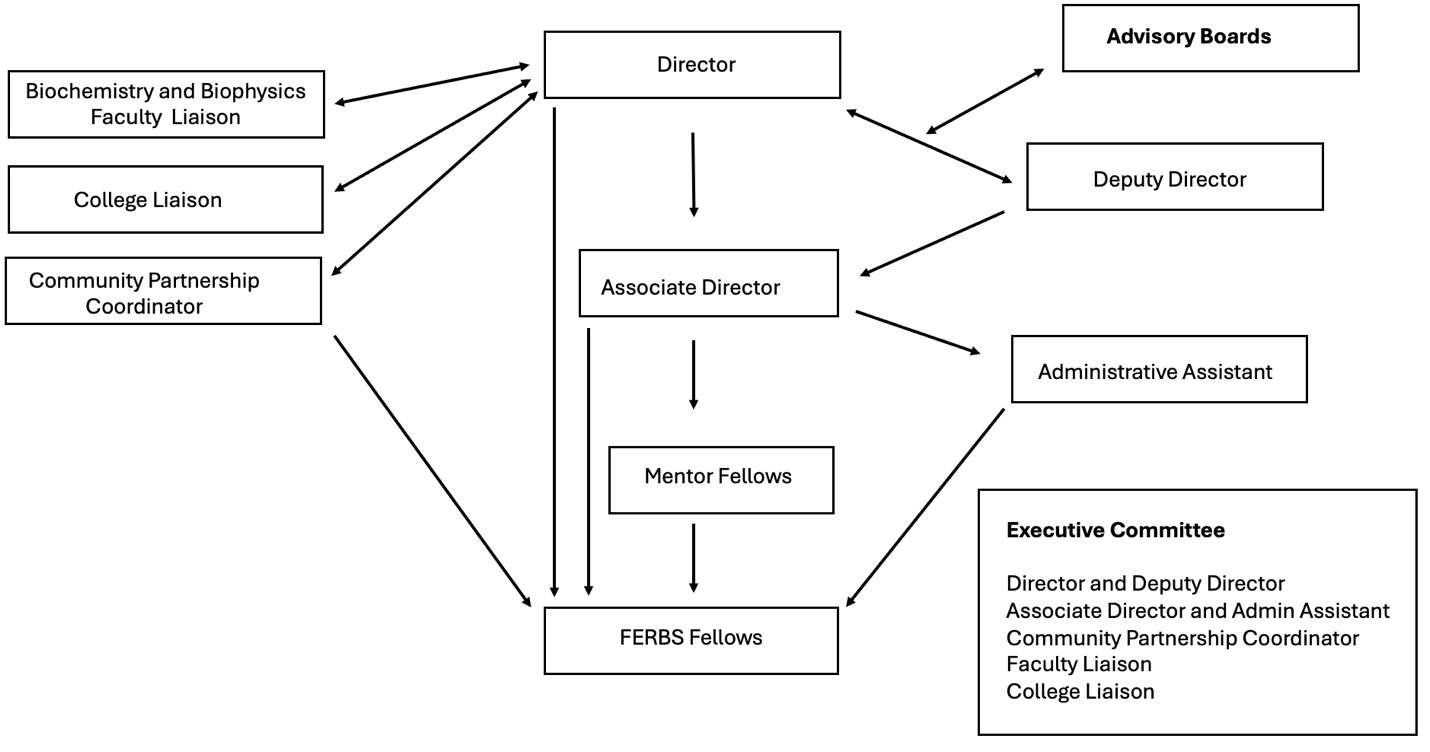 Director
Advisory Boards
Biochemistry and Biophysics
Faculty Liaison
Deputy Director
College Liaison
Community Partnership
Coordinator
Associate Director
Administrative Assistant
Mentor Fellows
FERBS Fellows
Executive Committee
Director and Deputy Director
Associate Director and Admin Assistant
Community Partnership Coordinator
Faculty Liaison
College Liaison